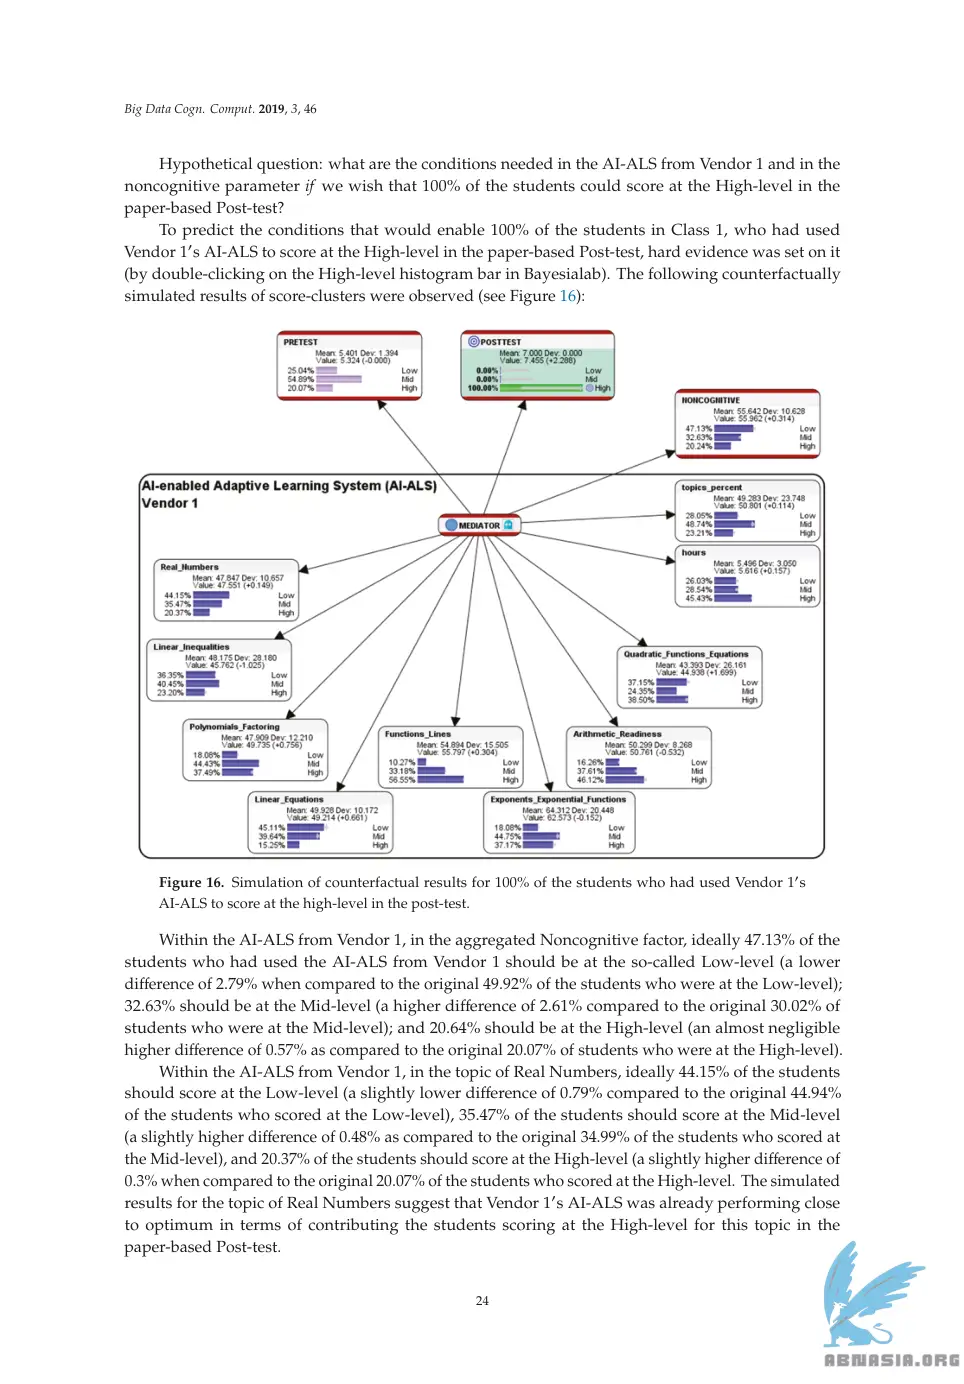 Big Data Cogn. Comput. 2019, 3, 46
Hypothetical question: what are the conditions needed in the AI-ALS from Vendor 1 and in the
noncognitive parameter if we wish that 100% of the students could score at the High-level in the
paper-based Post-test?
To predict the conditions that would enable 100% of the students in Class 1, who had used
Vendor 1′s AI-ALS to score at the High-level in the paper-based Post-test, hard evidence was set on it
(by double-clicking on the High-level histogram bar in Bayesialab). The following counterfactually
simulated results of score-clusters were observed (see Figure 16):
PRETEST
Mean: 5.401 Dev: 1.394
Value: 5.324 (-0.000)
25.04% Low
54.89% Mid
20.07% High
POSTTEST
Mean: 7.000 Dev: 0.000
Value: 7.455 (+2.288)
0.00% Low
0.00% Mid
100.00% High
NONCOGNITIVE
Mean: 55.642 Dev: 10.628
Value: 55.962 (+0.314)
47.13% Low
32.63% Mid
20.24% High
AI-enabled Adaptive Learning System (AI-ALS)
Vendor 1
topics_percent
Mean: 49.283 Dev: 23.748
Value: 50.801 (+0.114)
28.05% Low
48.74% Mid
23.21% High
MEDIATOR
hours
Mean: 5.496 Dev: 3.050
Value: 5.616 (+0.157)
26.03% Low
28.54% Mid
45.43% High
Real_Numbers
Mean: 47.847 Dev: 10.657
Value: 47.551 (+0.149)
44.15% Low
35.47% Mid
20.37% High
Linear_Inequalities
Mean: 48.175 Dev: 28.180
Value: 45.762 (-1.025)
36.35% Low
40.45% Mid
23.20% High
Quadratic_Functions_Equations
Mean: 43.393 Dev: 26.161
Value: 44.938 (+1.699)
37.15% Low
24.35% Mid
38.50% High
Polynomials_Factoring
Mean: 47.909 Dev: 12.210
Value: 49.735 (+0.756)
18.08% Low
44.43% Mid
37.49% High
Functions_Lines
Mean: 54.894 Dev: 15.505
Value: 55.797 (+0.304)
10.27% Low
33.18% Mid
56.55% High
Arithmetic_Readiness
Mean: 50.299 Dev: 8.268
Value: 50.761 (-0.532)
16.26% Low
37.61% Mid
46.12% High
Linear_Equations
Mean: 49.928 Dev: 10.172
Value: 49.214 (+0.661)
45.11% Low
39.64% Mid
15.25% High
Exponents_Exponential_Functions
Mean: 64.312 Dev: 20.448
Value: 62.573 (-0.152)
18.08% Low
44.75% Mid
37.17% High
Figure 16. Simulation of counterfactual results for 100% of the students who had used Vendor 1′s
AI-ALS to score at the high-level in the post-test.
Within the AI-ALS from Vendor 1, in the aggregated Noncognitive factor, ideally 47.13% of the
students who had used the AI-ALS from Vendor 1 should be at the so-called Low-level (a lower
difference of 2.79% when compared to the original 49.92% of the students who were at the Low-level);
32.63% should be at the Mid-level (a higher difference of 2.61% compared to the original 30.02% of
students who were at the Mid-level); and 20.64% should be at the High-level (an almost negligible
higher difference of 0.57% as compared to the original 20.07% of students who were at the High-level).
Within the AI-ALS from Vendor 1, in the topic of Real Numbers, ideally 44.15% of the students
should score at the Low-level (a slightly lower difference of 0.79% compared to the original 44.94%
of the students who scored at the Low-level), 35.47% of the students should score at the Mid-level
(a slightly higher difference of 0.48% as compared to the original 34.99% of the students who scored at
the Mid-level), and 20.37% of the students should score at the High-level (a slightly higher difference of
0.3% when compared to the original 20.07% of the students who scored at the High-level. The simulated
results for the topic of Real Numbers suggest that Vendor 1′s AI-ALS was already performing close
to optimum in terms of contributing the students scoring at the High-level for this topic in the
paper-based Post-test.
24
ABNASIA.ORG